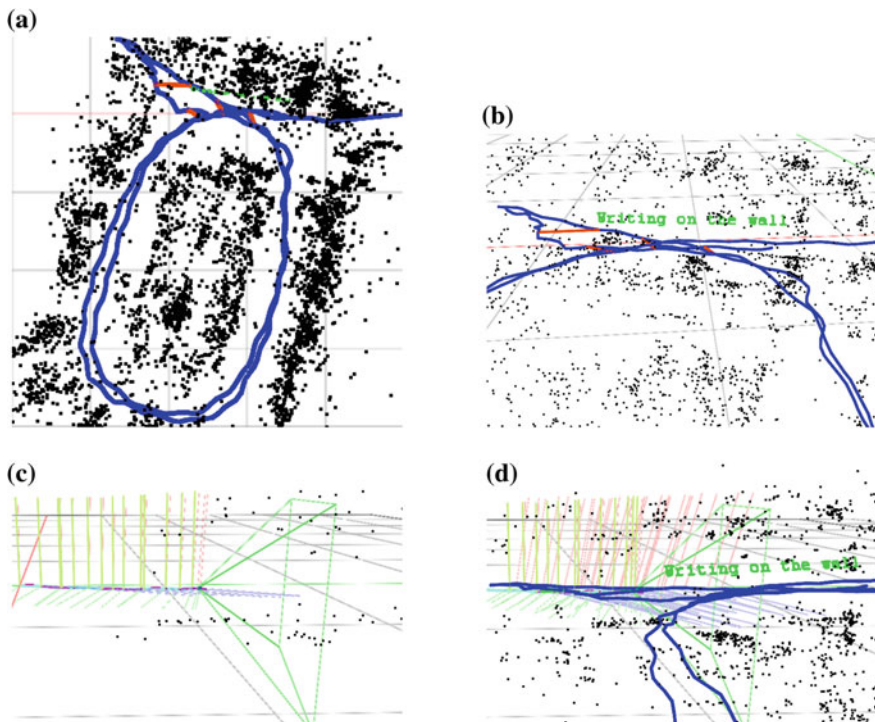 (a)
(b)
Writing on the wall
(c)
(d)
Writing on the wall